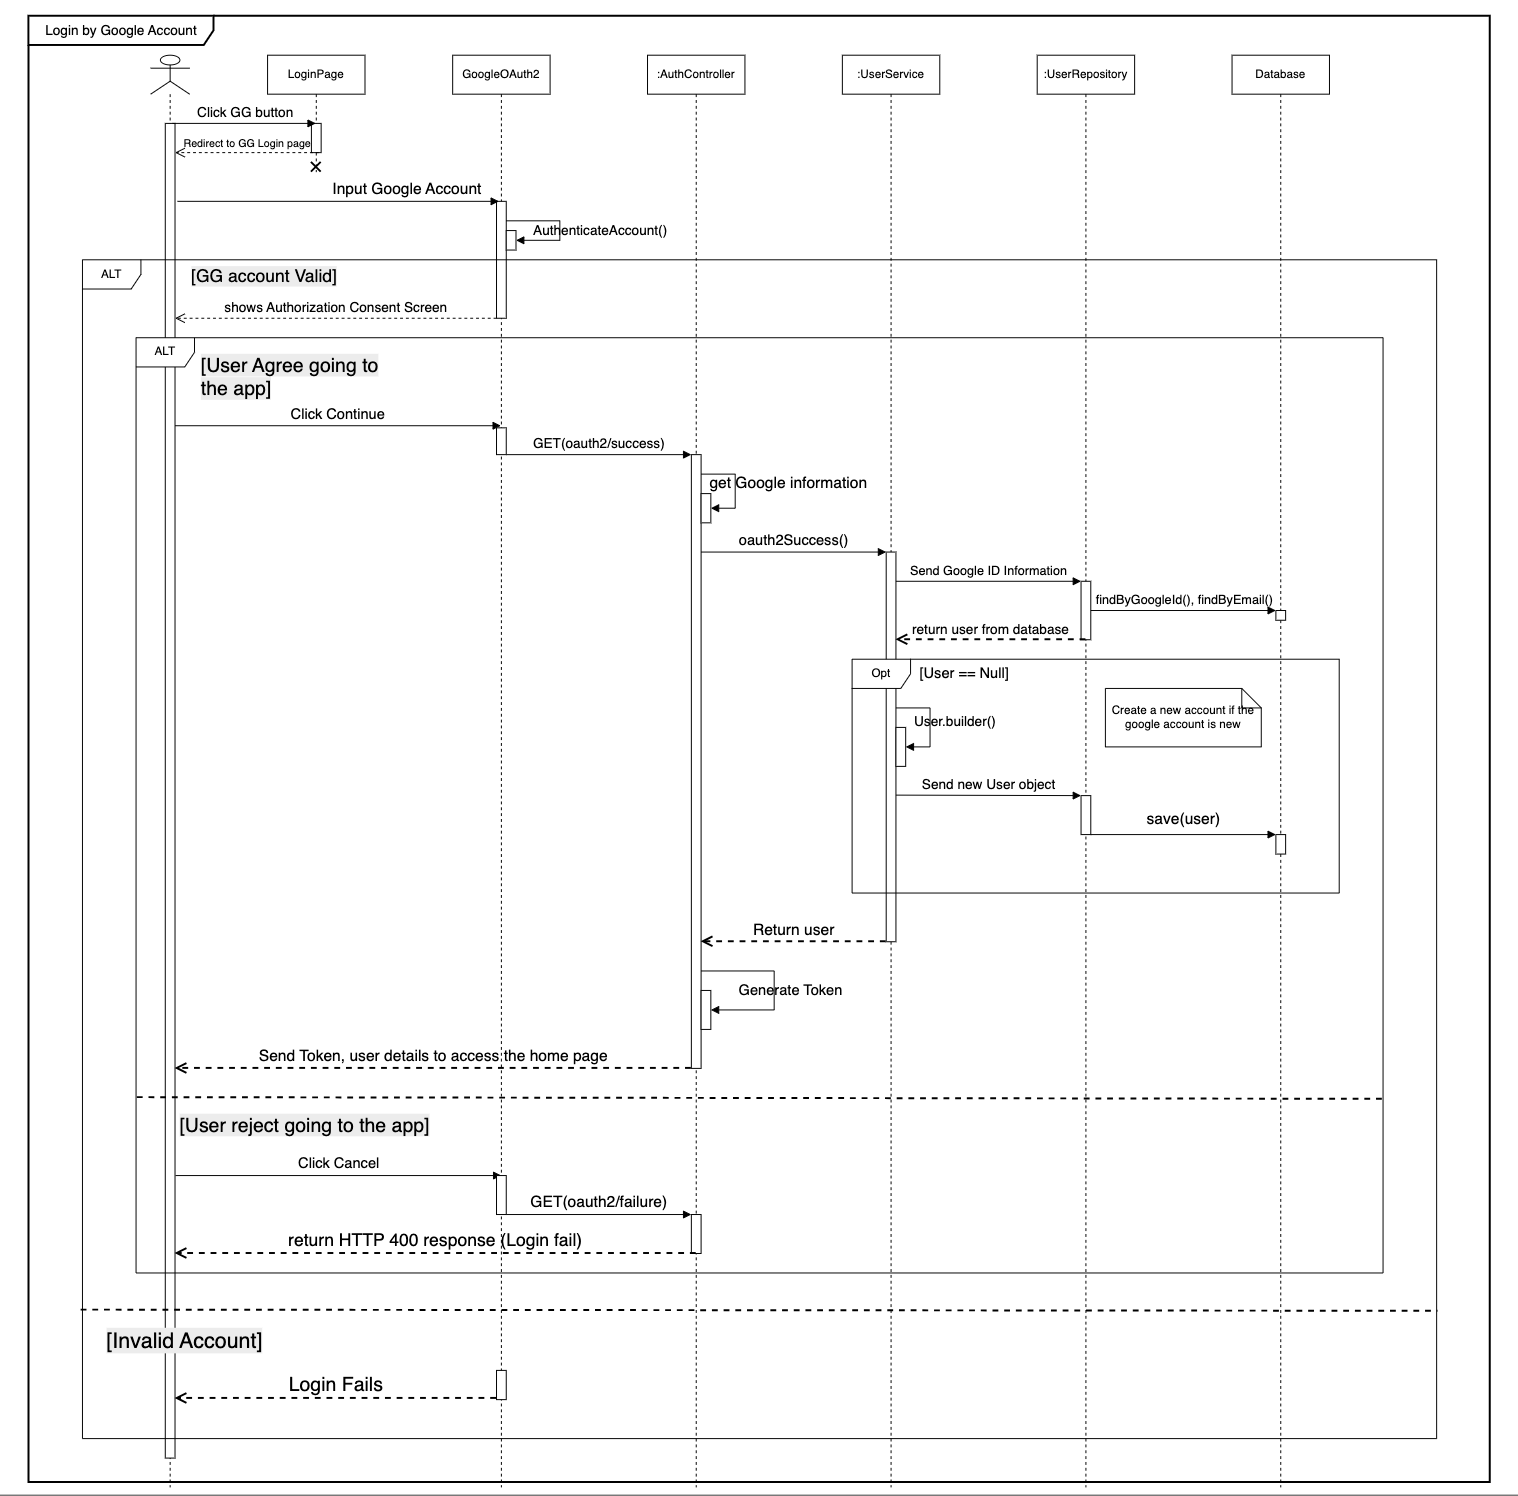 Login by Google Account
LoginPage
GoogleOAuth2
:AuthController
:UserService
:UserRepository
Database
Click GG button
Redirect to GG Login page
Input Google Account
AuthenticateAccount()
ALT
[GG account Valid]
shows Authorization Consent Screen
ALT
[User Agree going to
the app]
Click Continue
GET(oauth2/success)
get Google information
oauth2Success()
Send Google ID Information
findByGoogleId(), findByEmail()
return user from database
Opt
[User == Null]
Create a new account if the
google account is new
User.builder()
Send new User object
save(user)
Return user
Generate Token
Send Token, user details to access the home page
[User reject going to the app]
Click Cancel
GET(oauth2/failure)
return HTTP 400 response (Login fail)
[Invalid Account]
Login Fails